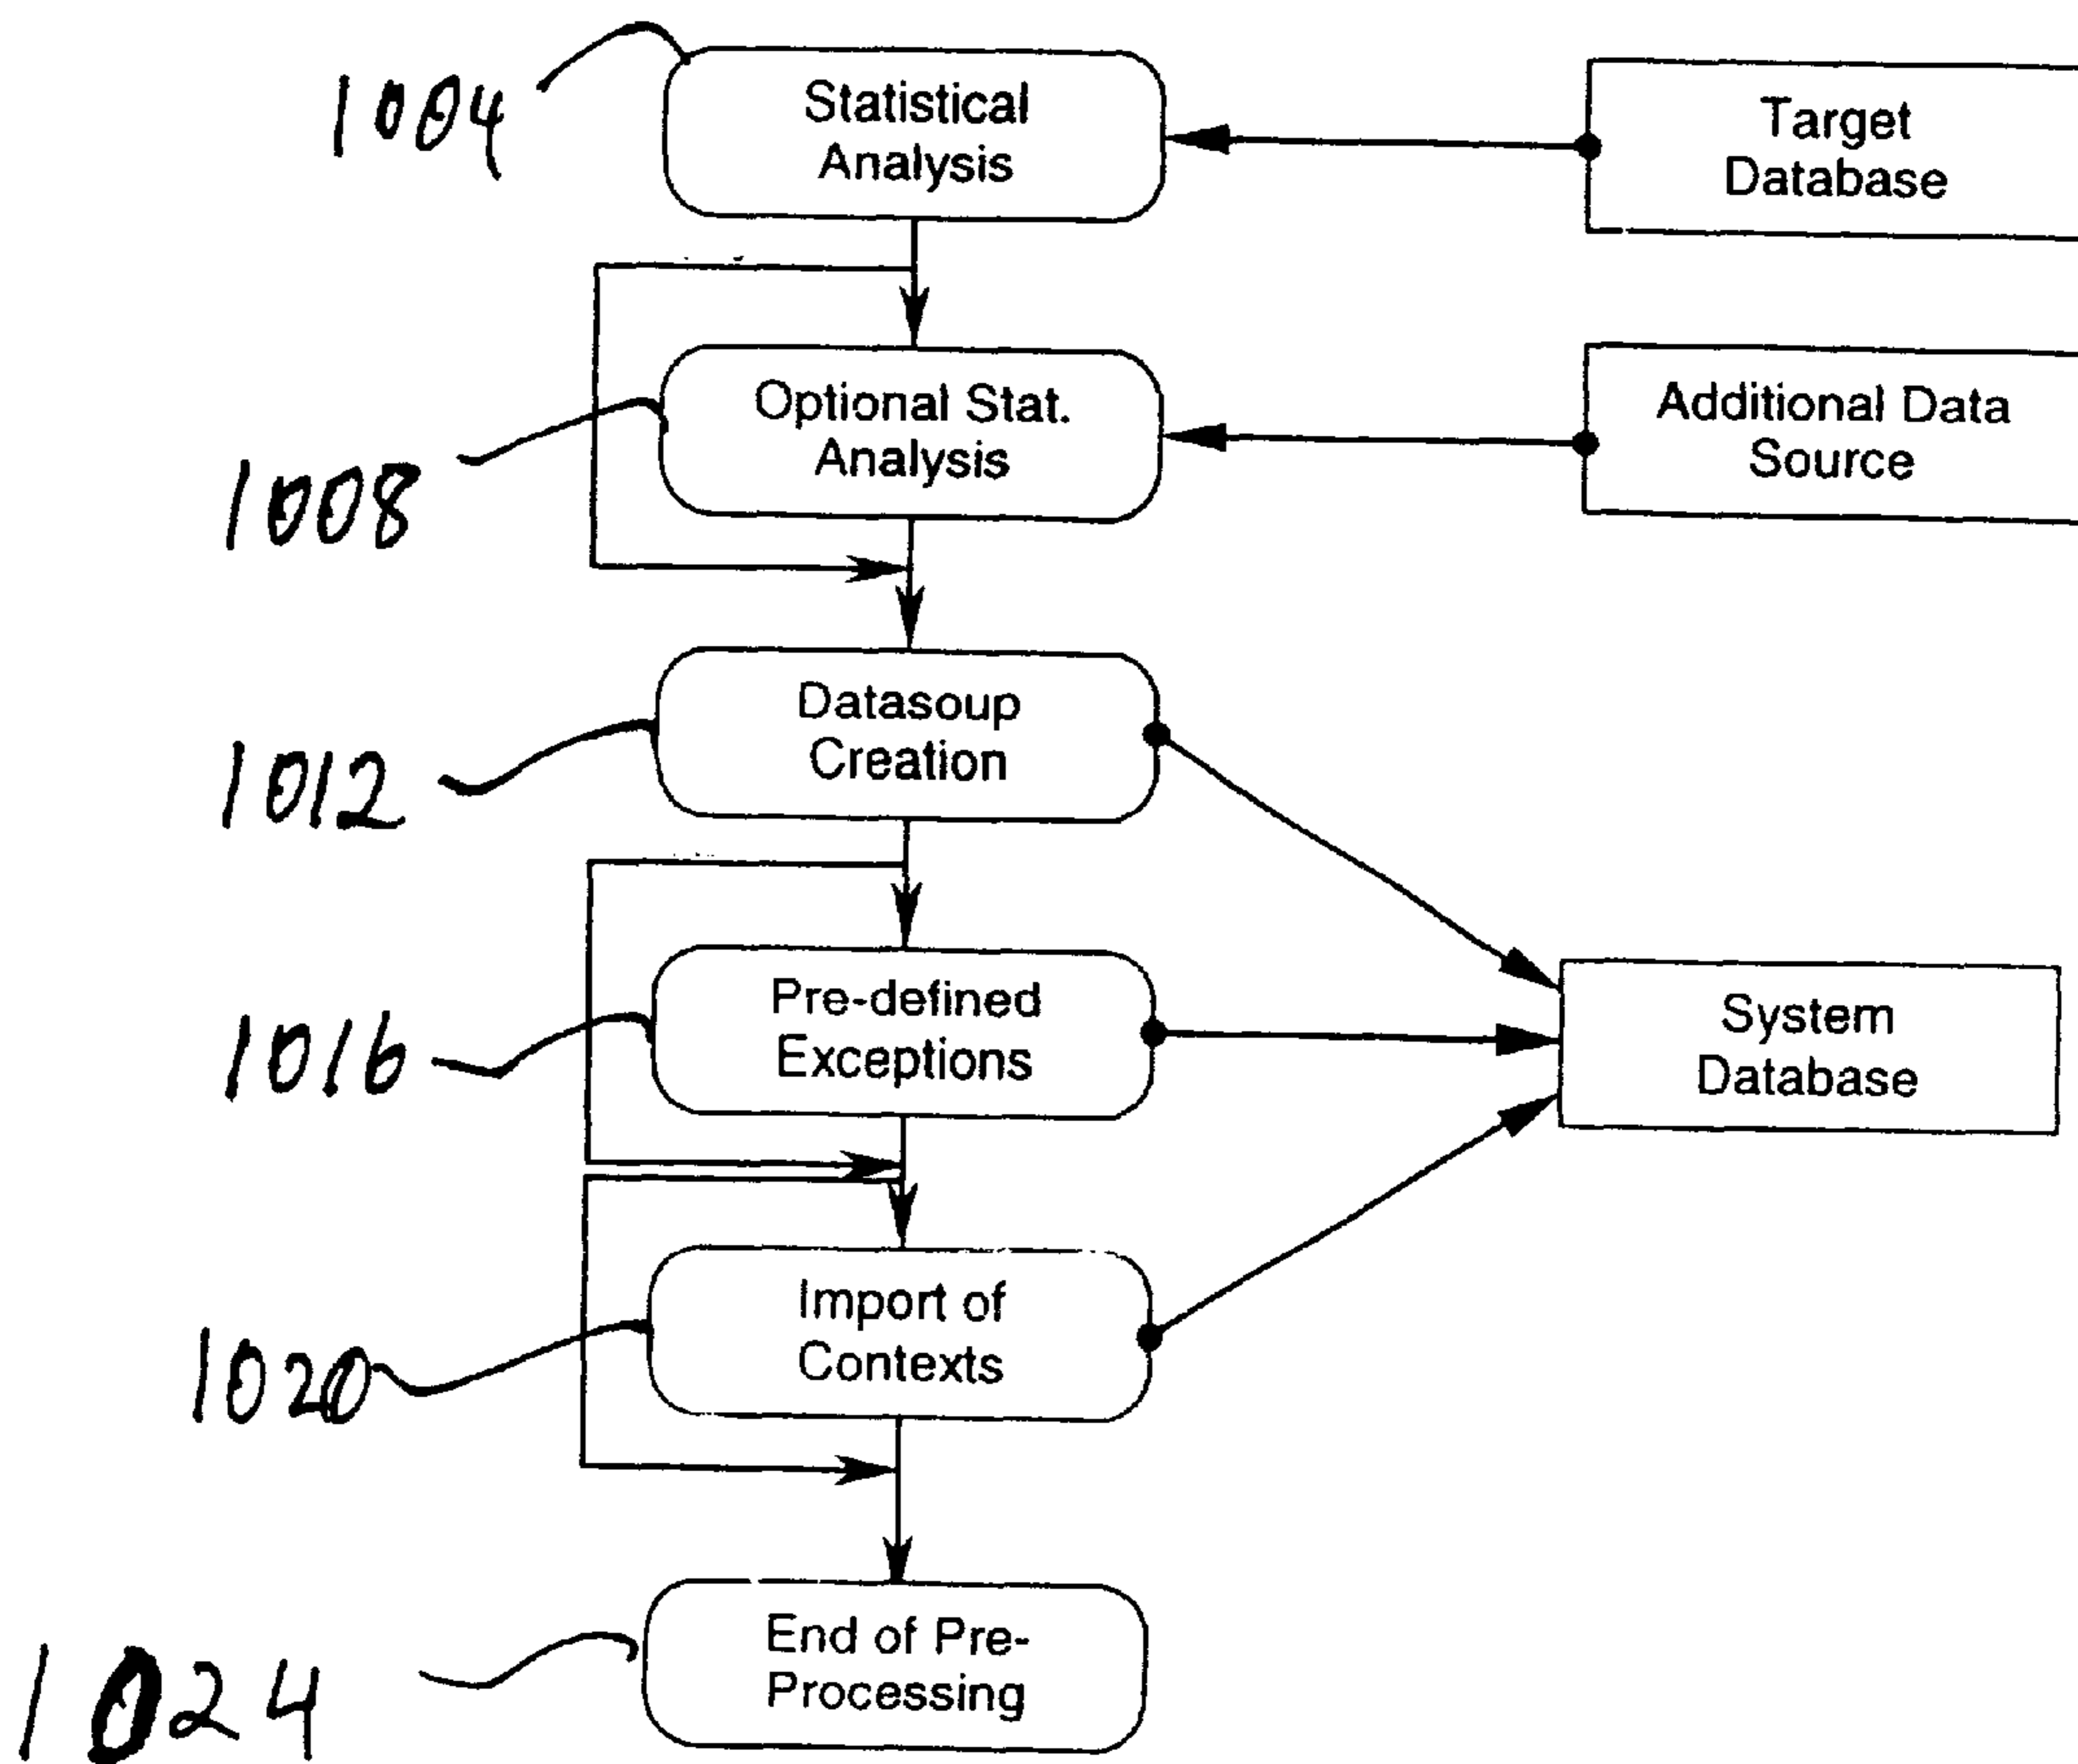 1004
Statistical
Analysis
Target
Database
1008
Optional Stat.
Analysis
Additional Data
Source
1012
Datasoup
Creation
1016
Pre-defined
Exceptions
System
Database
1020
Import of
Contexts
1024
End of Pre-
Processing